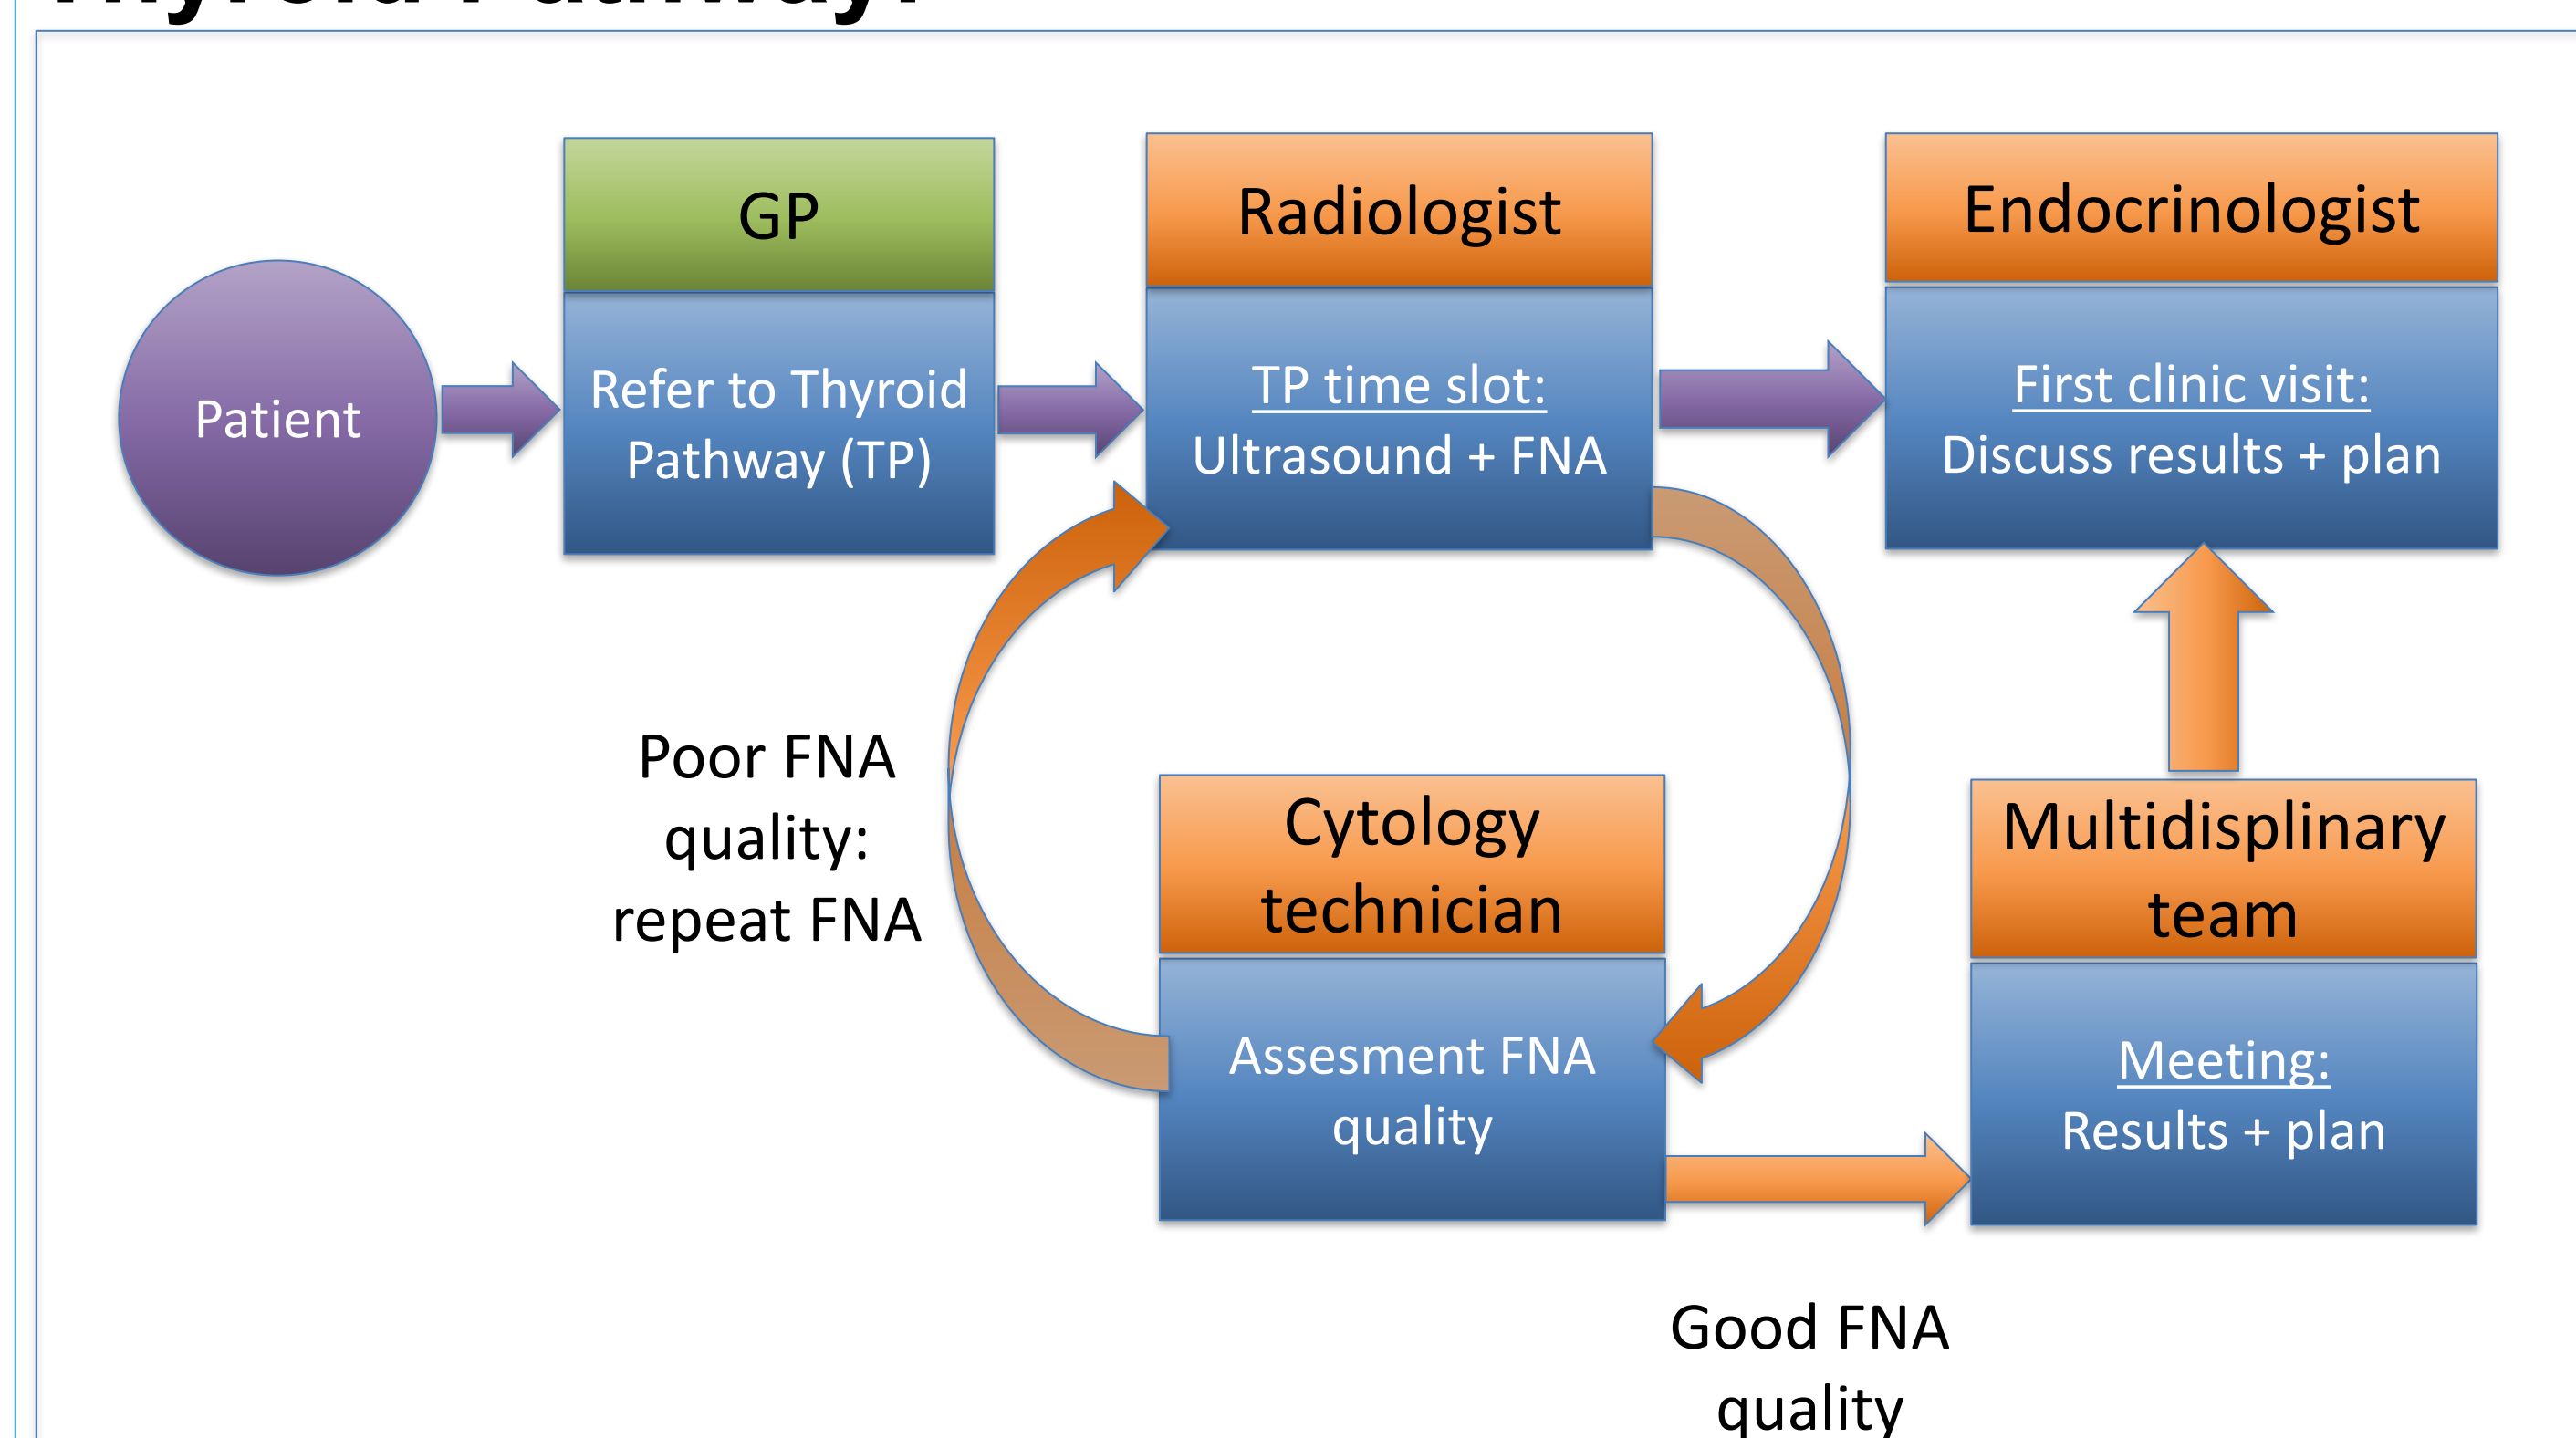 Thyroid Pathway:
GP
Radiologist
Endocrinologist
Patient
Refer to Thyroid
Pathway (TP)
TP time slot:
Ultrasound + FNA
First clinic visit:
Discuss results + plan
Poor FNA
quality:
repeat FNA
Cytology
technician
Multidisplinary
team
Assesment FNA
quality
Meeting:
Results + plan
Good FNA
quality